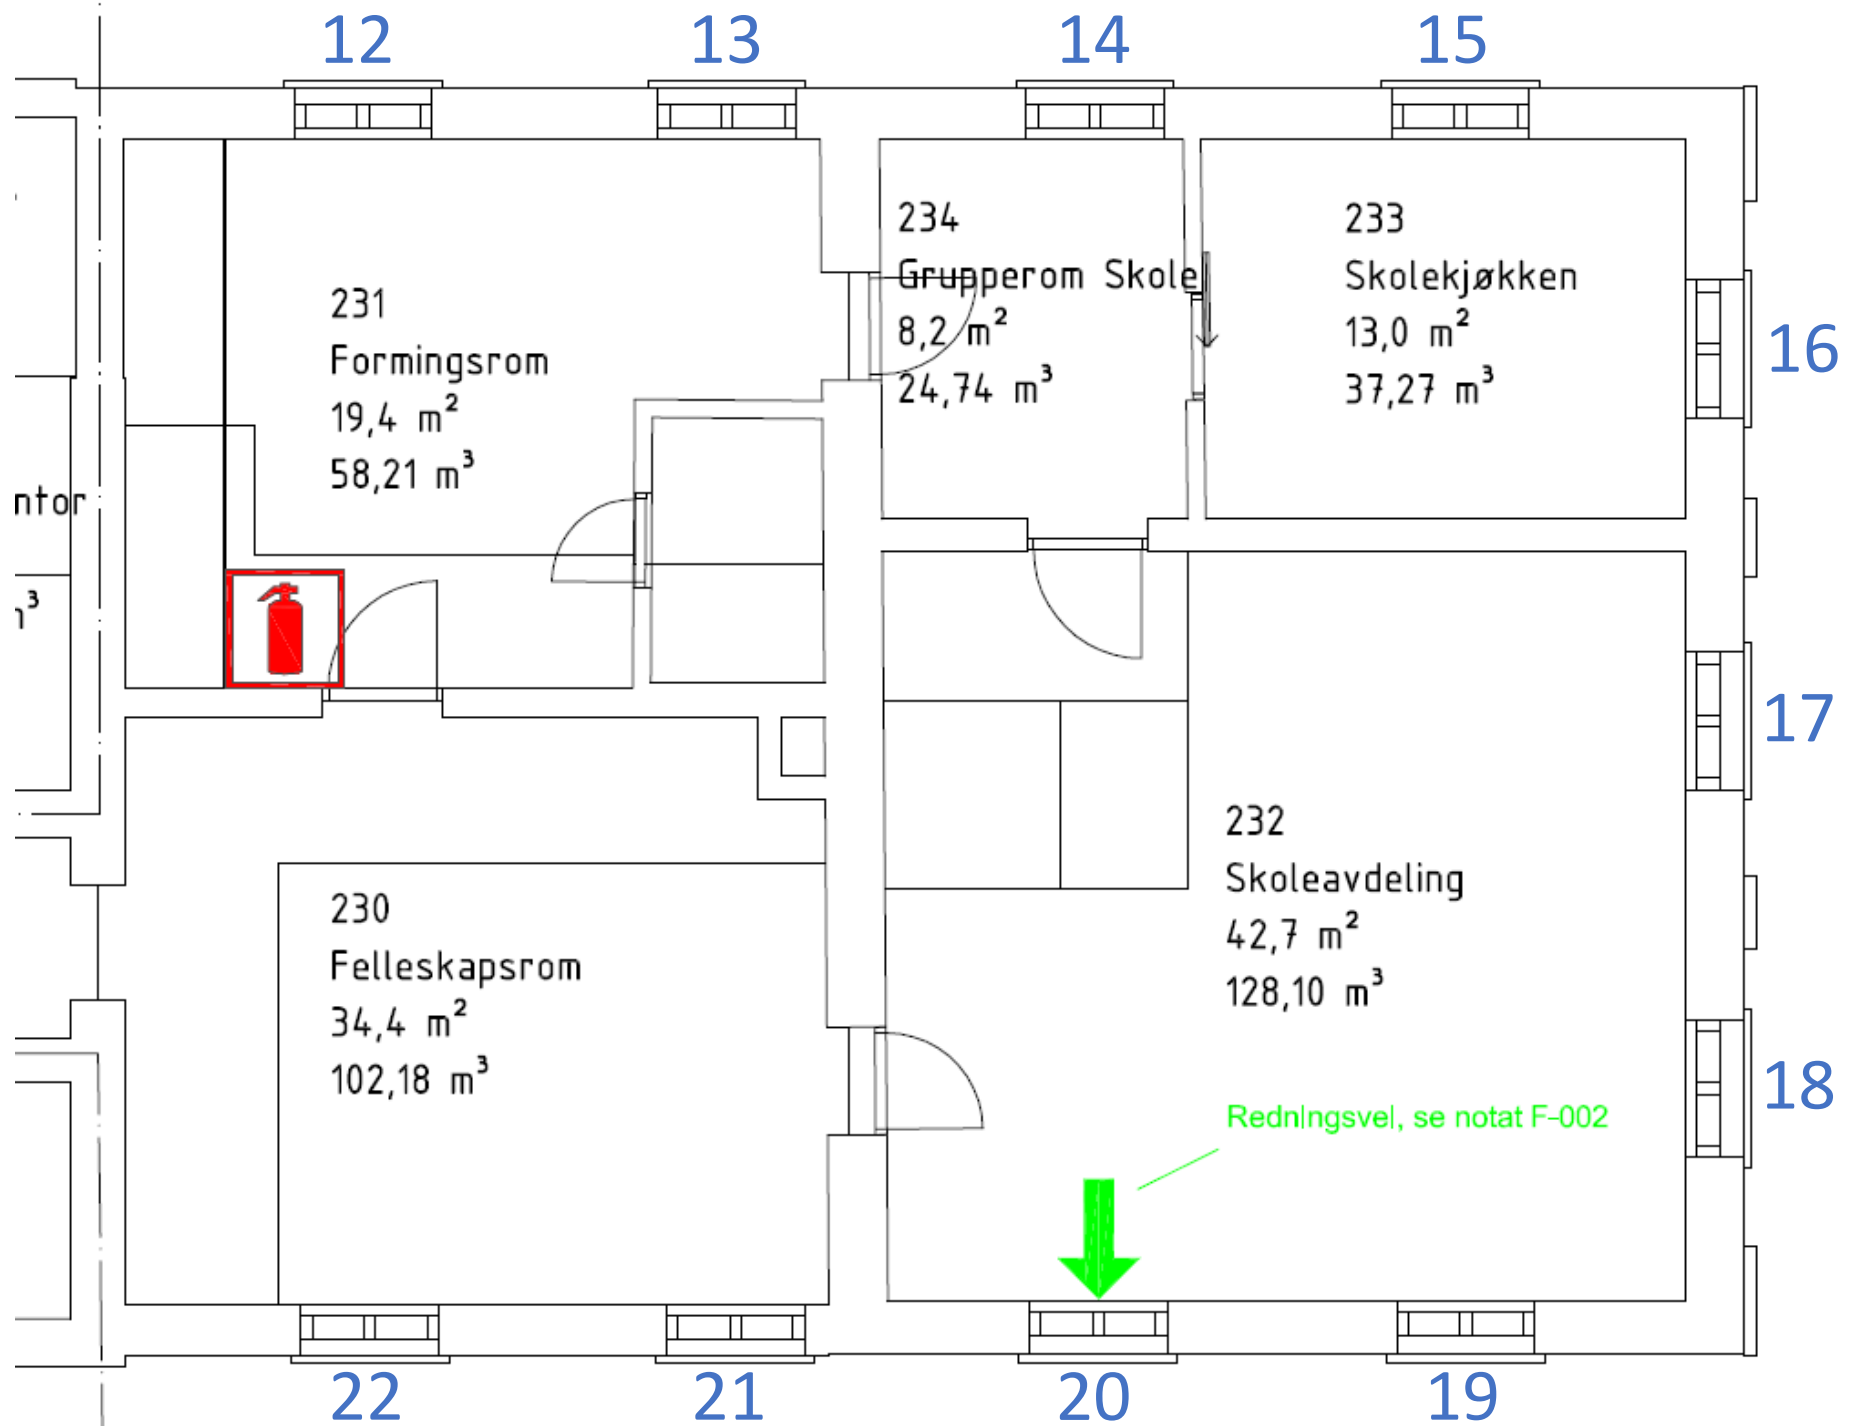 12
13
14
15
234
Grupperom Skole
8,2 m²
24,74 m³
233
Skolekjøkken
13,0 m²
37,27 m³
231
Formingsrom
19,4 m²
58,21 m³
16
ntor
17
232
Skoleavdeling
42,7 m²
128,10 m³
230
Felleskapsrom
34,4 m²
102,18 m³
18
Redningsvei, se notat F-002
22
21
20
19